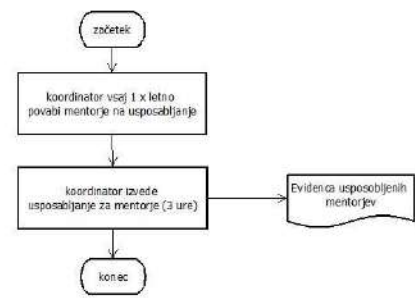 začetek
koordinator vsaj 1 x letno
povabi mentorje na usposabljanje
koordinator izvede
usposabljanje za mentorje (3 ure)
Evidenca usposobljenih
mentorjev
konec